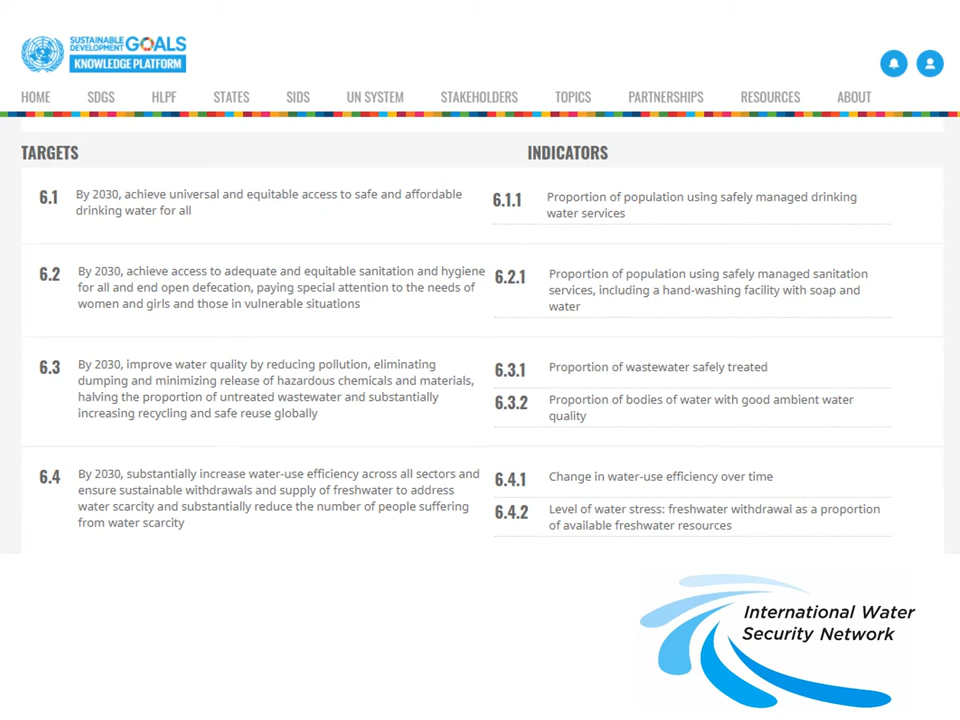 SUSTAINABLE
DEVELOPMENT GOALS
KNOWLEDGE PLATFORM
HOME SDGS HLPF STATES SIDS UN SYSTEM STAKEHOLDERS TOPICS PARTNERSHIPS RESOURCES ABOUT
TARGETS
INDICATORS
6.1 By 2030, achieve universal and equitable access to safe and affordable
drinking water for all
6.1.1 Proportion of population using safely managed drinking
water services
6.2 By 2030, achieve access to adequate and equitable sanitation and hygiene
for all and end open defecation, paying special attention to the needs of
women and girls and those in vulnerable situations
6.2.1 Proportion of population using safely managed sanitation
services, including a hand-washing facility with soap and
water
6.3 By 2030, improve water quality by reducing pollution, eliminating
dumping and minimizing release of hazardous chemicals and materials,
halving the proportion of untreated wastewater and substantially
increasing recycling and safe reuse globally
6.3.1 Proportion of wastewater safely treated
6.3.2 Proportion of bodies of water with good ambient water
quality
6.4 By 2030, substantially increase water-use efficiency across all sectors and
ensure sustainable withdrawals and supply of freshwater to address
water scarcity and substantially reduce the number of people suffering
from water scarcity
6.4.1 Change in water-use efficiency over time
6.4.2 Level of water stress: freshwater withdrawal as a proportion
of available freshwater resources
International Water
Security Network